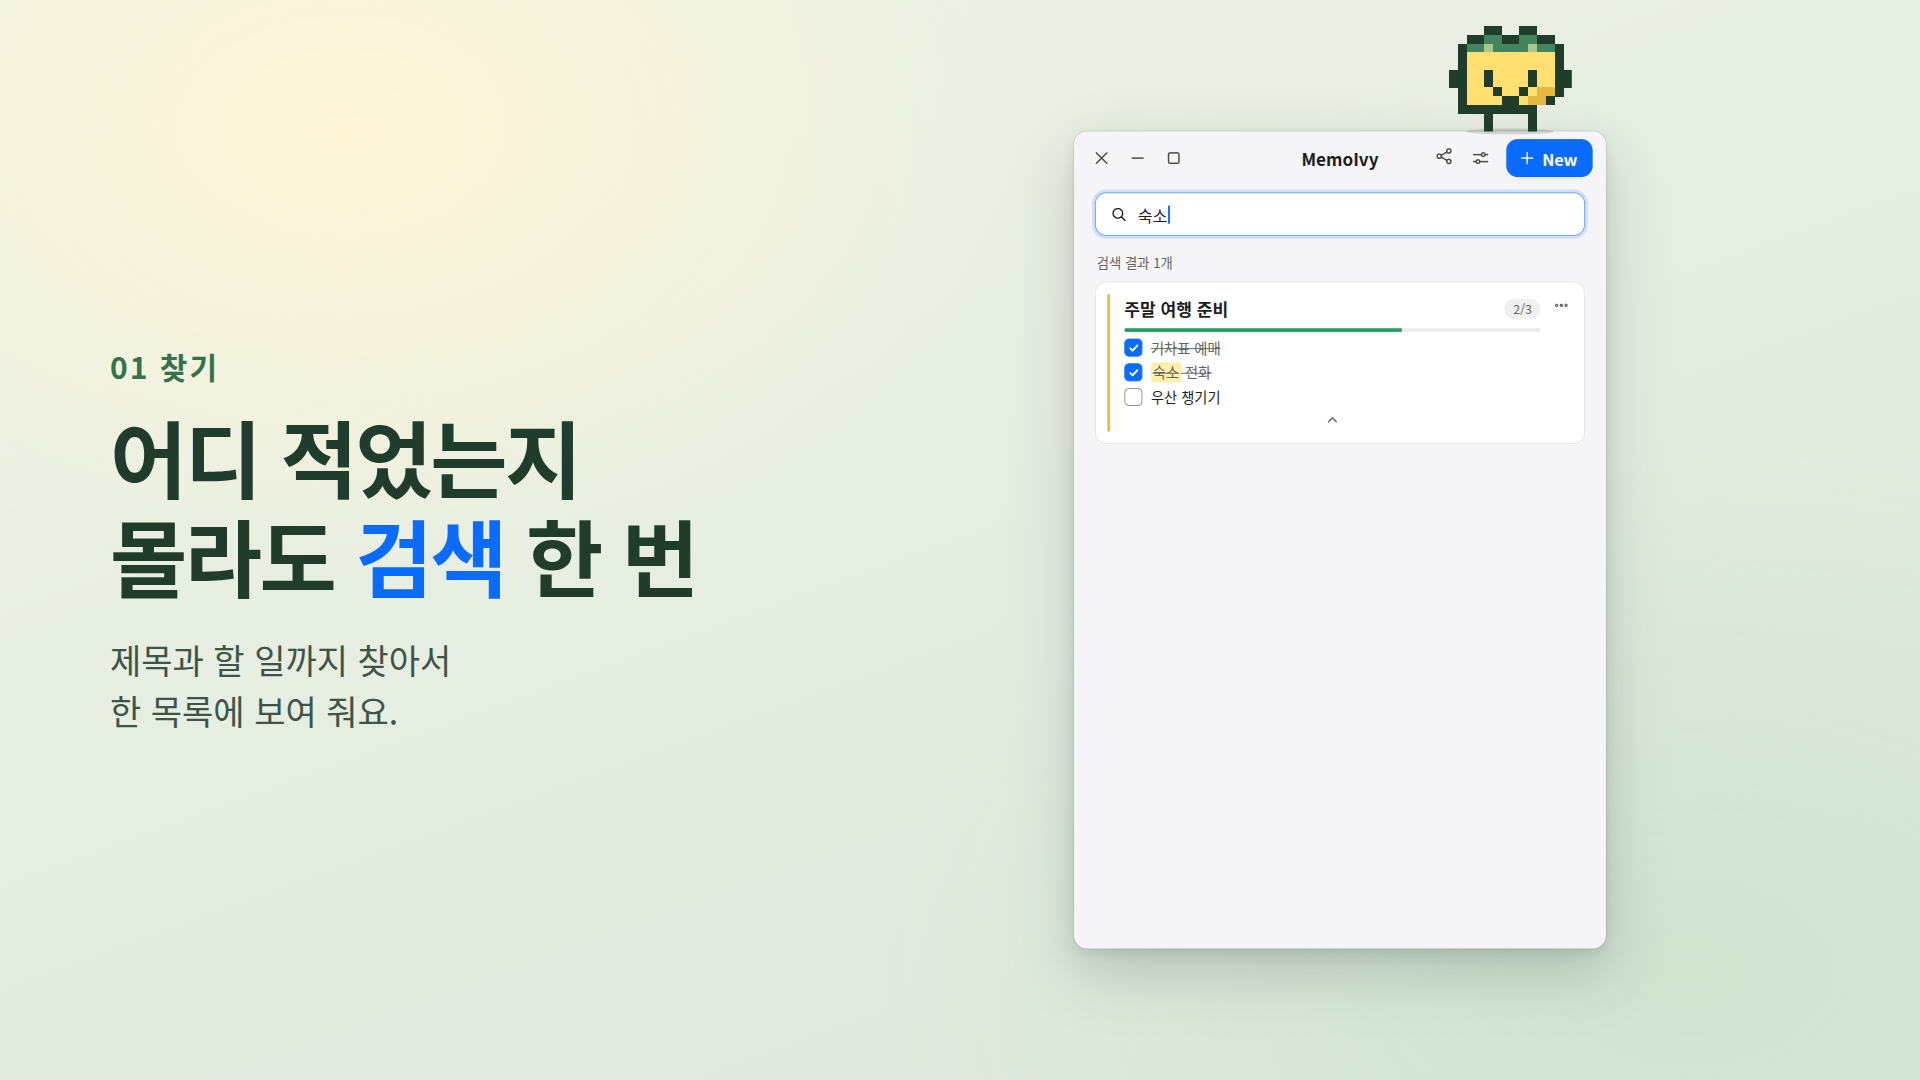 01 찾기
어디 적었는지
몰라도 검색 한 번
제목과 할 일까지 찾아서
한 목록에 보여 줘요.
MemoIvy
New
숙소
검색 결과 1개
주말 여행 준비
2/3
기차표 예매
숙소 전화
우산 챙기기